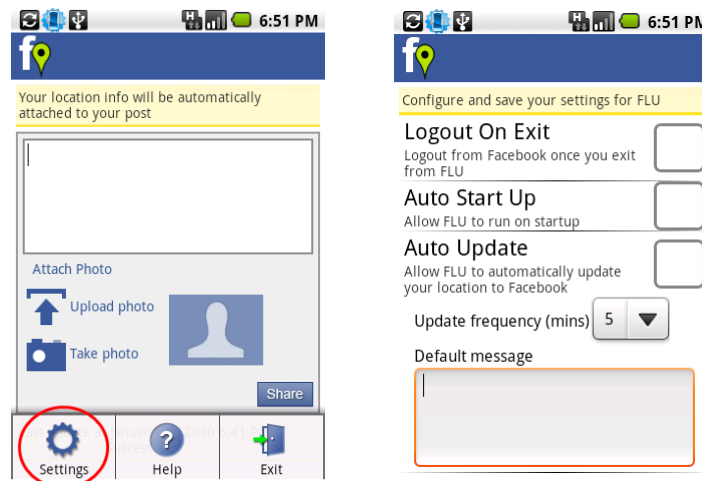 6:51 PM
f
Your location info will be automatically
attached to your post
Attach Photo
Upload photo
Take photo
Share
2010 6:41 P
Settings
Help
Exit
H
6:51 PM
f
Configure and save your settings for FLU
Logout On Exit
Logout from Facebook once you exit
from FLU
Auto Start Up
Allow FLU to run on startup
Auto Update
Allow FLU to automatically update
your location to Facebook
Update frequency (mins) 5
Default message